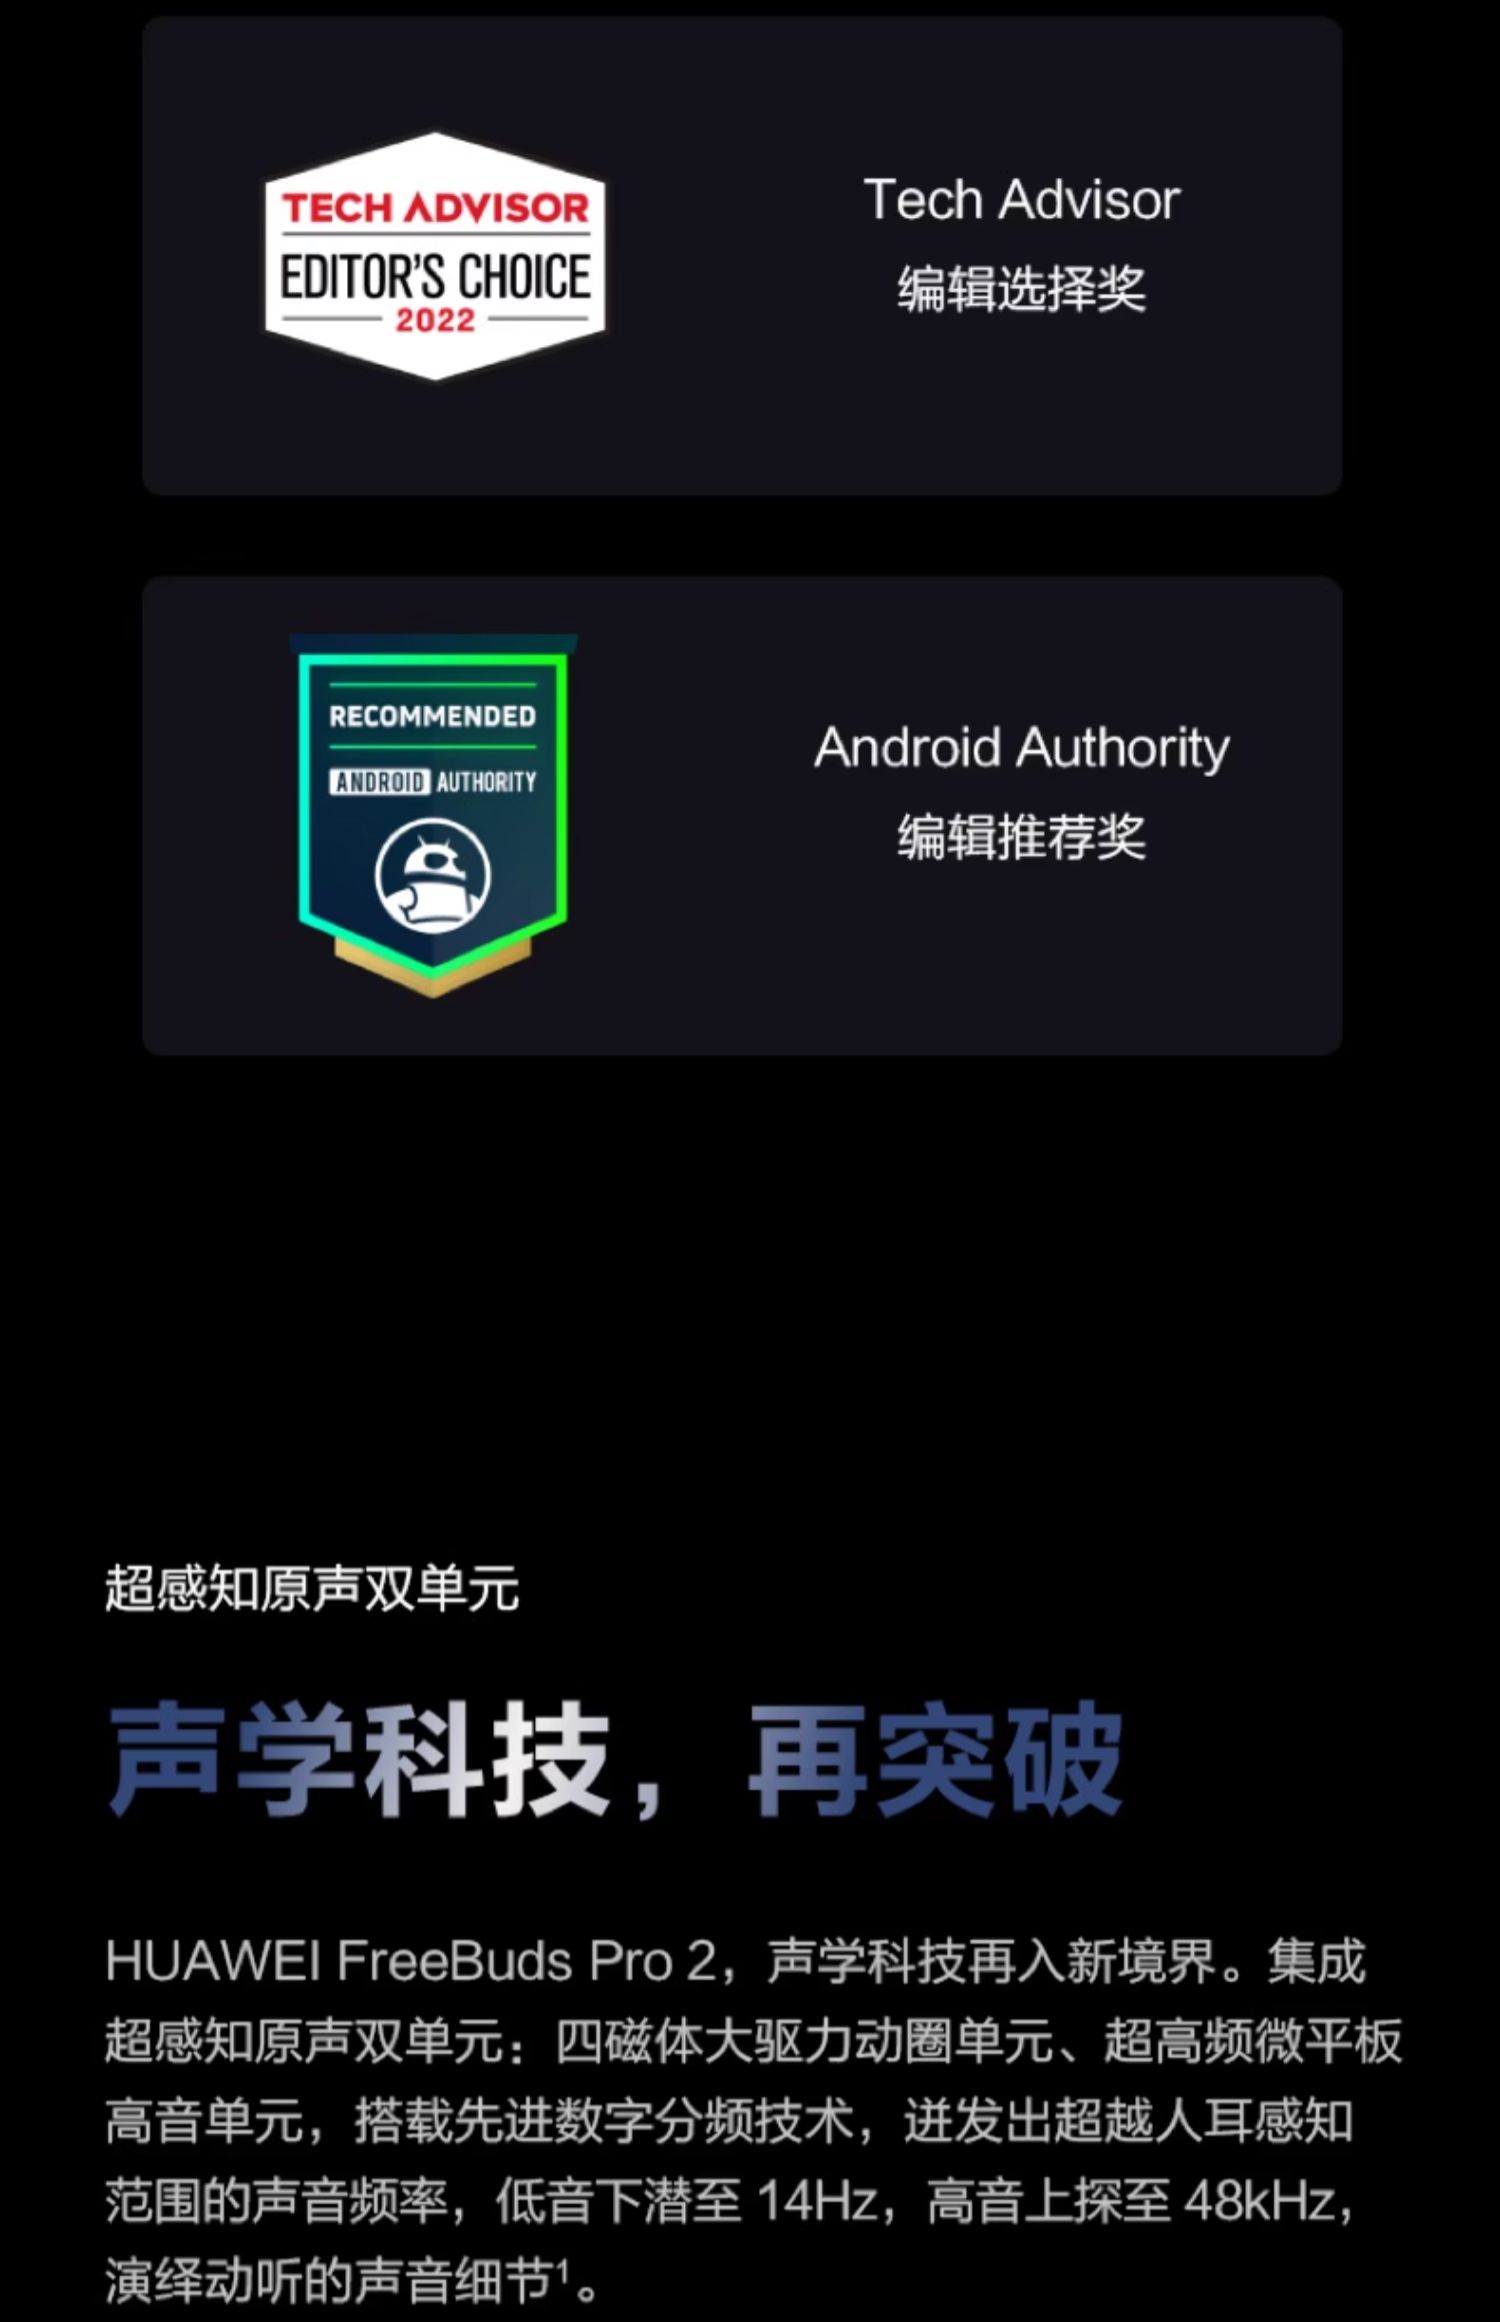 TECH ADVISOR
EDITOR'S CHOICE
2022
Tech Advisor
编辑选择奖
RECOMMENDED
ANDROID AUTHORITY
Android Authority
编辑推荐奖
超感知原声双单元
声学科技，再突破
HUAWEI FreeBuds Pro 2，声学科技再入新境界。集成
超感知原声双单元：四磁体大驱力动圈单元、超高频微平板
高音单元，搭载先进数字分频技术，迸发出超越人耳感知
范围的声音频率，低音下潜至 14Hz，高音上探至 48kHz，
演绎动听的声音细节¹。